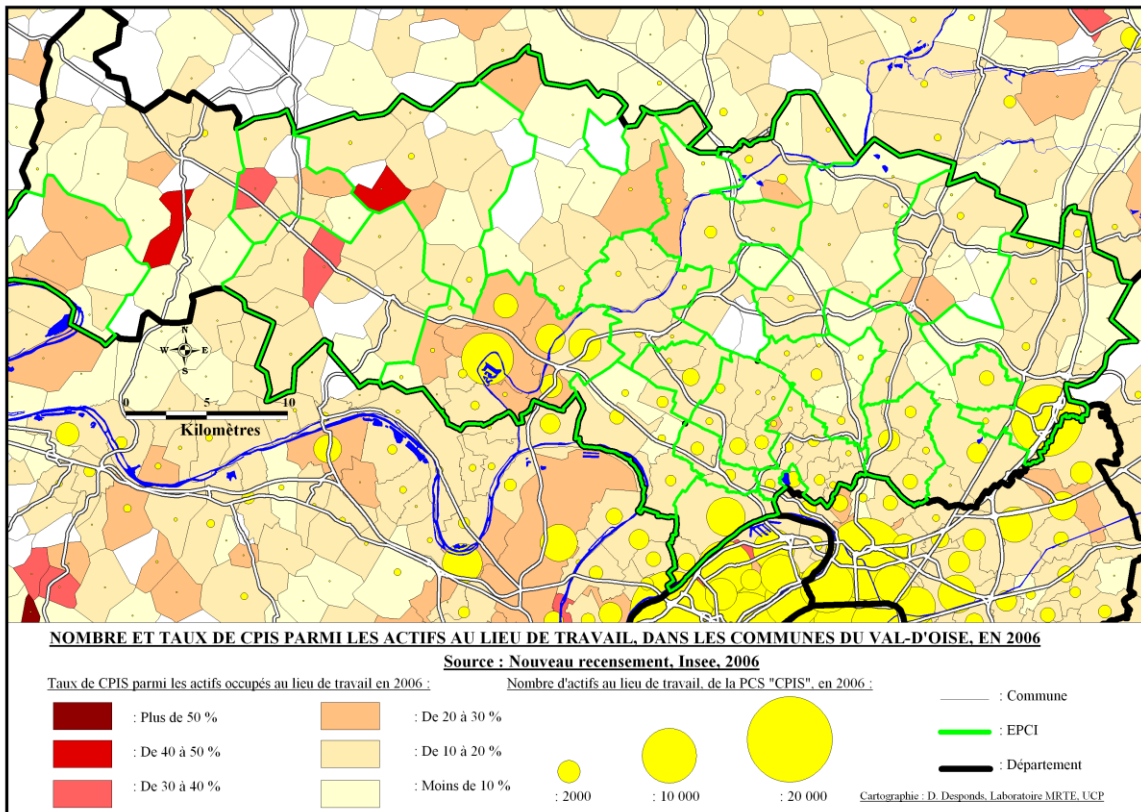 N
W E
S
0 5 10
Kilomètres
NOMBRE ET TAUX DE CPIS PARMI LES ACTIFS AU LIEU DE TRAVAIL, DANS LES COMMUNES DU VAL-D'OISE, EN 2006
Source : Nouveau recensement, Insee, 2006
Taux de CPIS parmi les actifs occupés au lieu de travail en 2006 :
: Plus de 50 %
: De 40 à 50 %
: De 30 à 40 %
: De 20 à 30 %
: De 10 à 20 %
: Moins de 10 %
Nombre d'actifs au lieu de travail, de la PCS "CPIS", en 2006 :
: 2000
: 10 000
: 20 000
: Commune
: EPCI
: Département
Cartographie : D. Desponds, Laboratoire MRTE, UCP